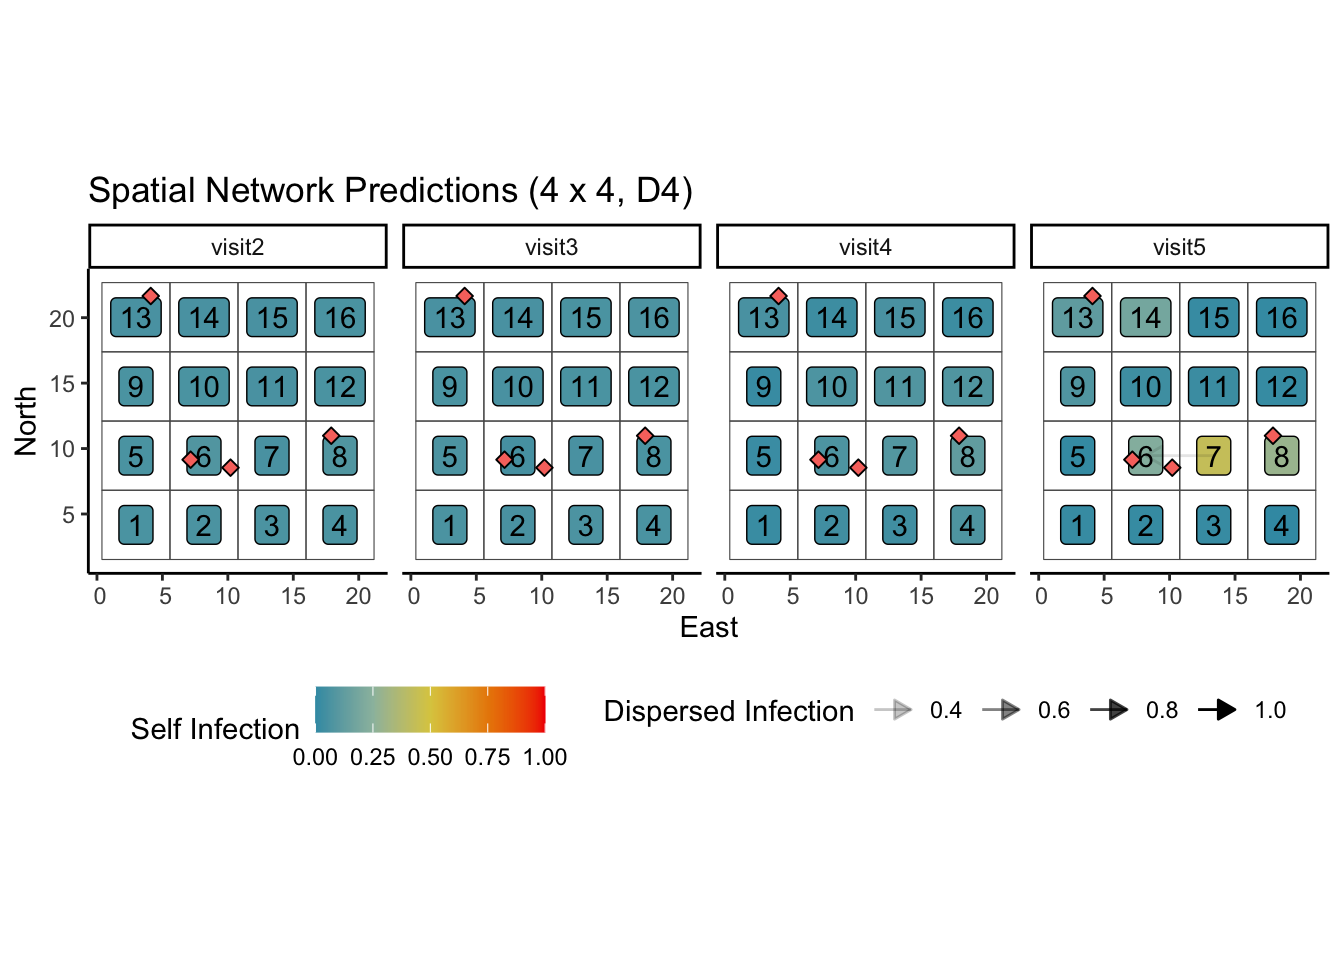 Spatial Network Predictions (4 x 4, D4)
visit2 visit3 visit4 visit5
20 13 14 15 16 13 14 15 16 13 14 15 16 13 14 15 16
15 9 10 11 12 9 10 11 12 9 10 11 12 9 10 11 12
10 5 6 7 8 5 6 7 8 5 6 7 8 5 6 7 8
5 1 2 3 4 1 2 3 4 1 2 3 4 1 2 3 4
North
0 5 10 15 20 0 5 10 15 20 0 5 10 15 20 0 5 10 15 20
East
Self Infection
0.00 0.25 0.50 0.75 1.00
Dispersed Infection 0.4 0.6 0.8 1.0